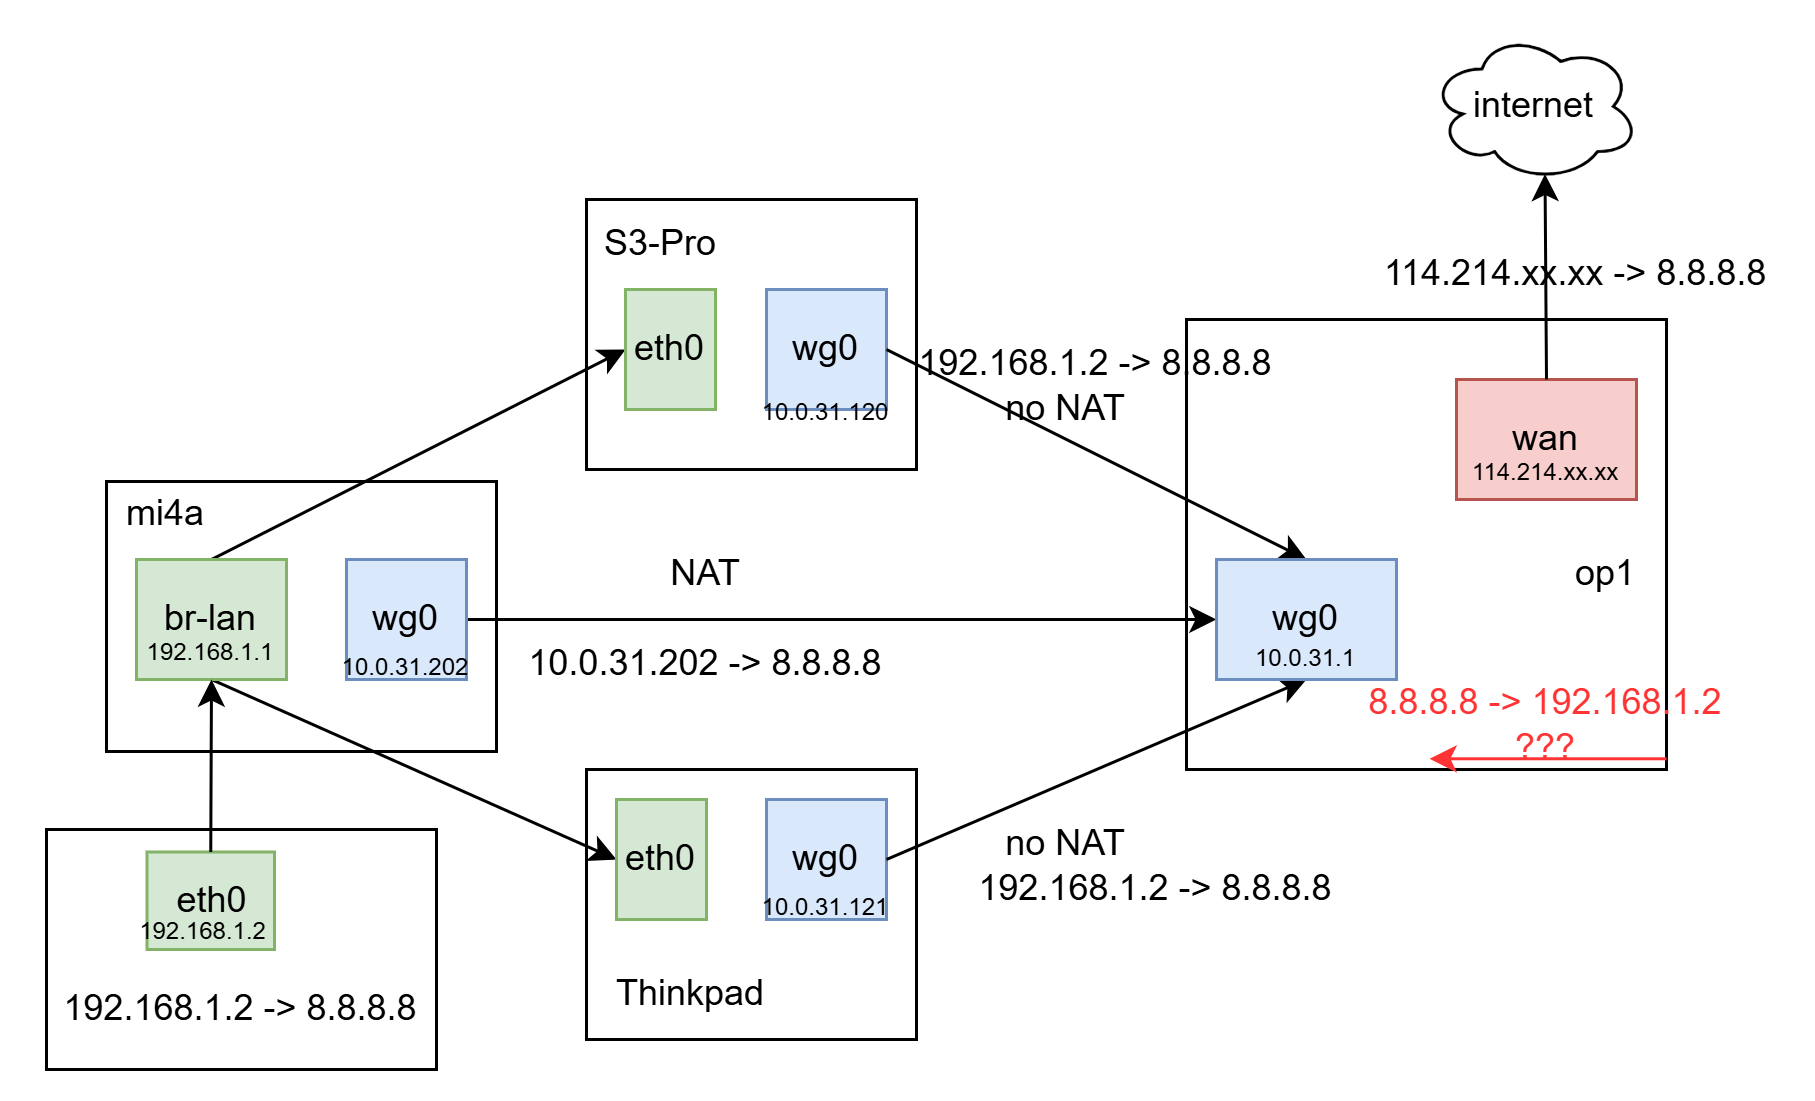 internet
114.214.xx.xx -> 8.8.8.8
S3-Pro
eth0
wg0
10.0.31.120
192.168.1.2 -> 8.8.8.8
no NAT
wan
114.214.xx.xx
op1
mi4a
br-lan
192.168.1.1
wg0
10.0.31.202
NAT
10.0.31.202 -> 8.8.8.8
wg0
10.0.31.1
8.8.8.8 -> 192.168.1.2
???
eth0
192.168.1.2
192.168.1.2 -> 8.8.8.8
eth0
wg0
10.0.31.121
Thinkpad
no NAT
192.168.1.2 -> 8.8.8.8